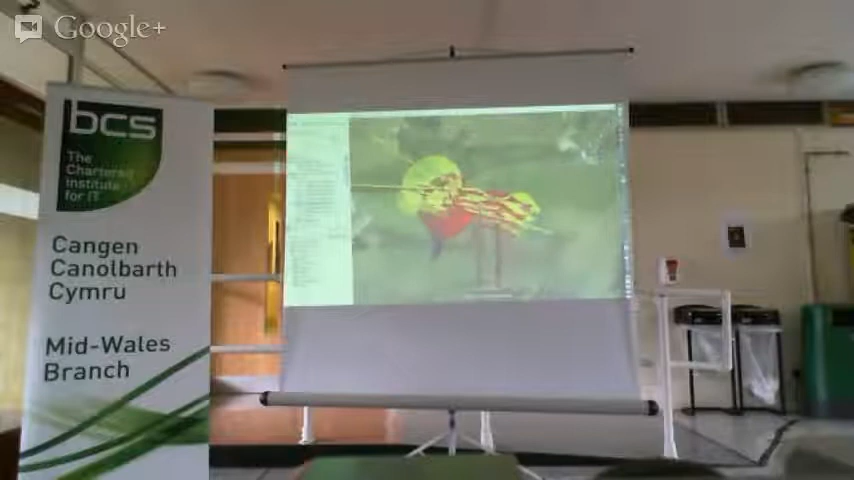 Google+
bcs
The
Chartered
Institute
for IT
Cangen
Canolbarth
Cymru
Mid-Wales
Branch